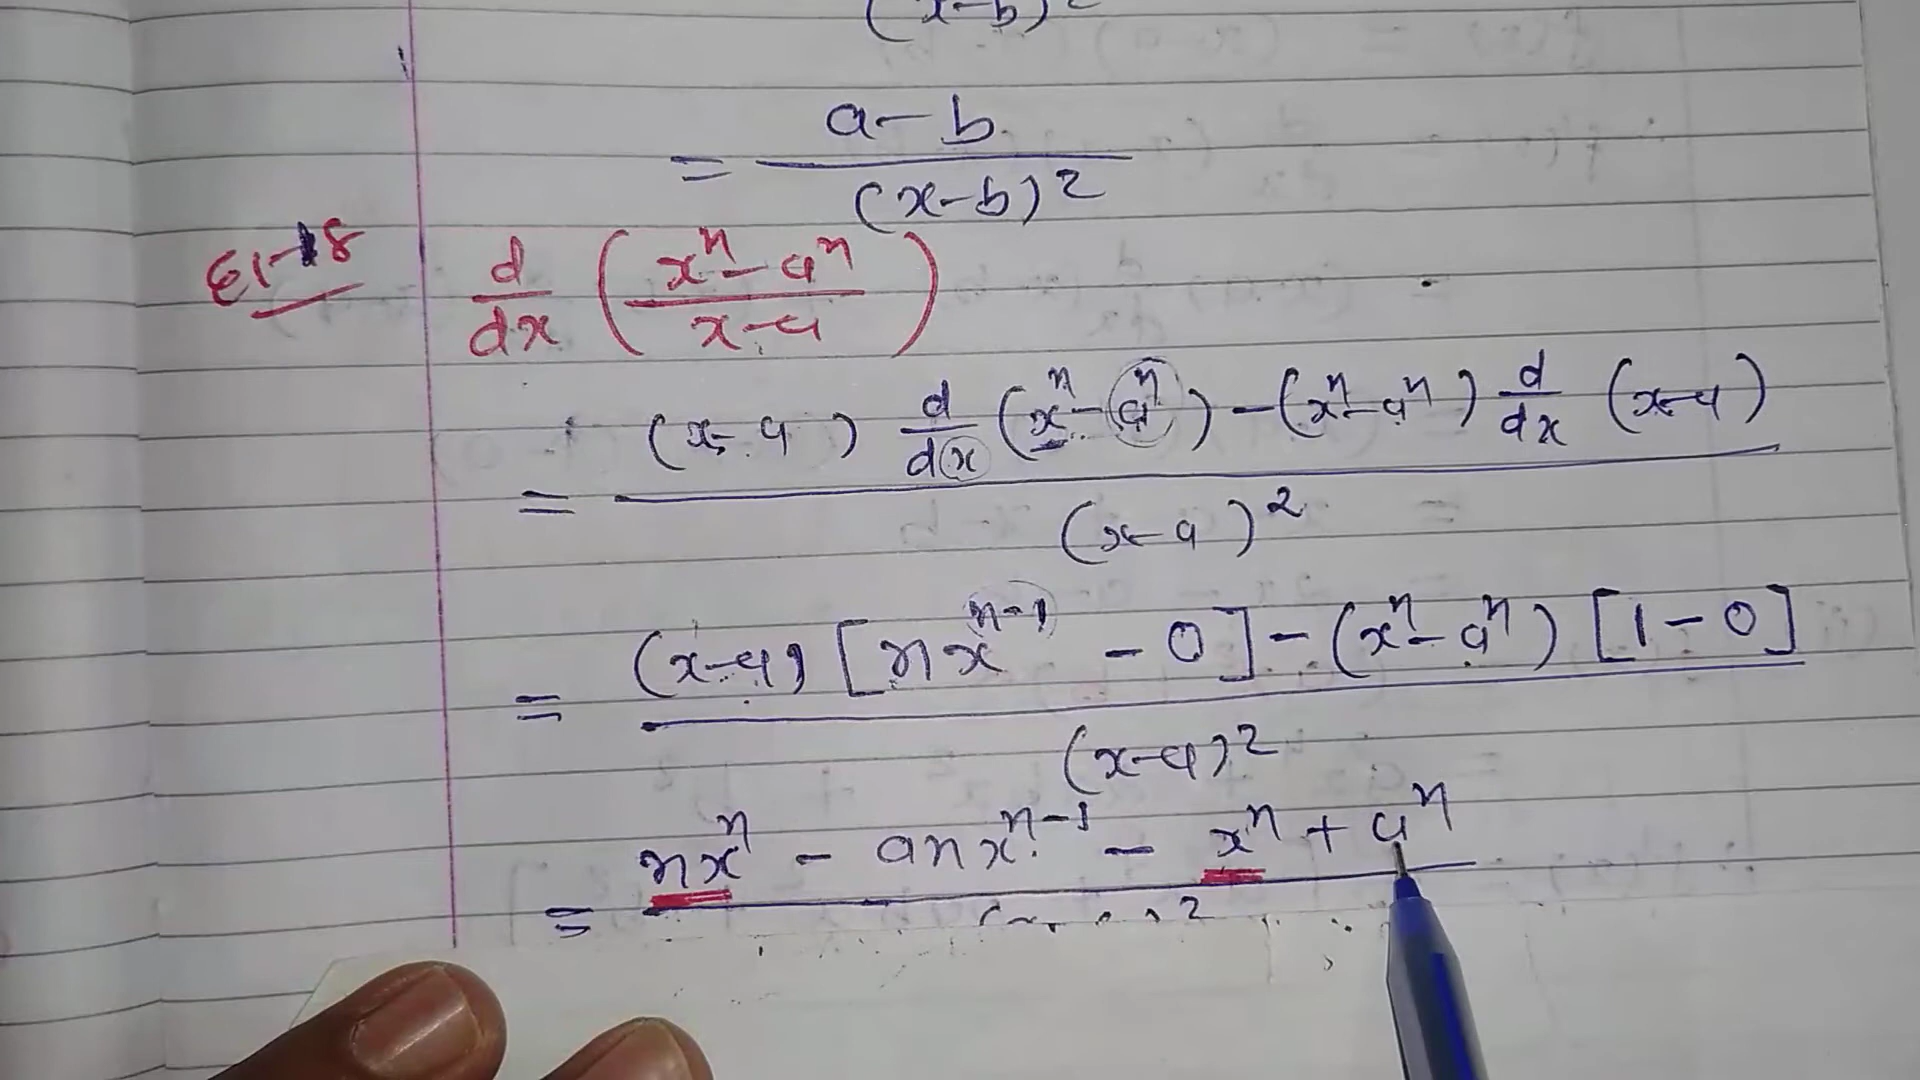 (x-b)²
= a-b / (x-b)²
Ex-18 d/dx ( xⁿ-aⁿ / x-a )
= (x-a) d/dx (xⁿ-aⁿ) - (xⁿ-aⁿ) d/dx (x-a) / (x-a)²
= (x-a) [nxⁿ⁻¹ - 0] - (xⁿ-aⁿ) [1-0] / (x-a)²
= nxⁿ - anxⁿ⁻¹ - xⁿ + aⁿ